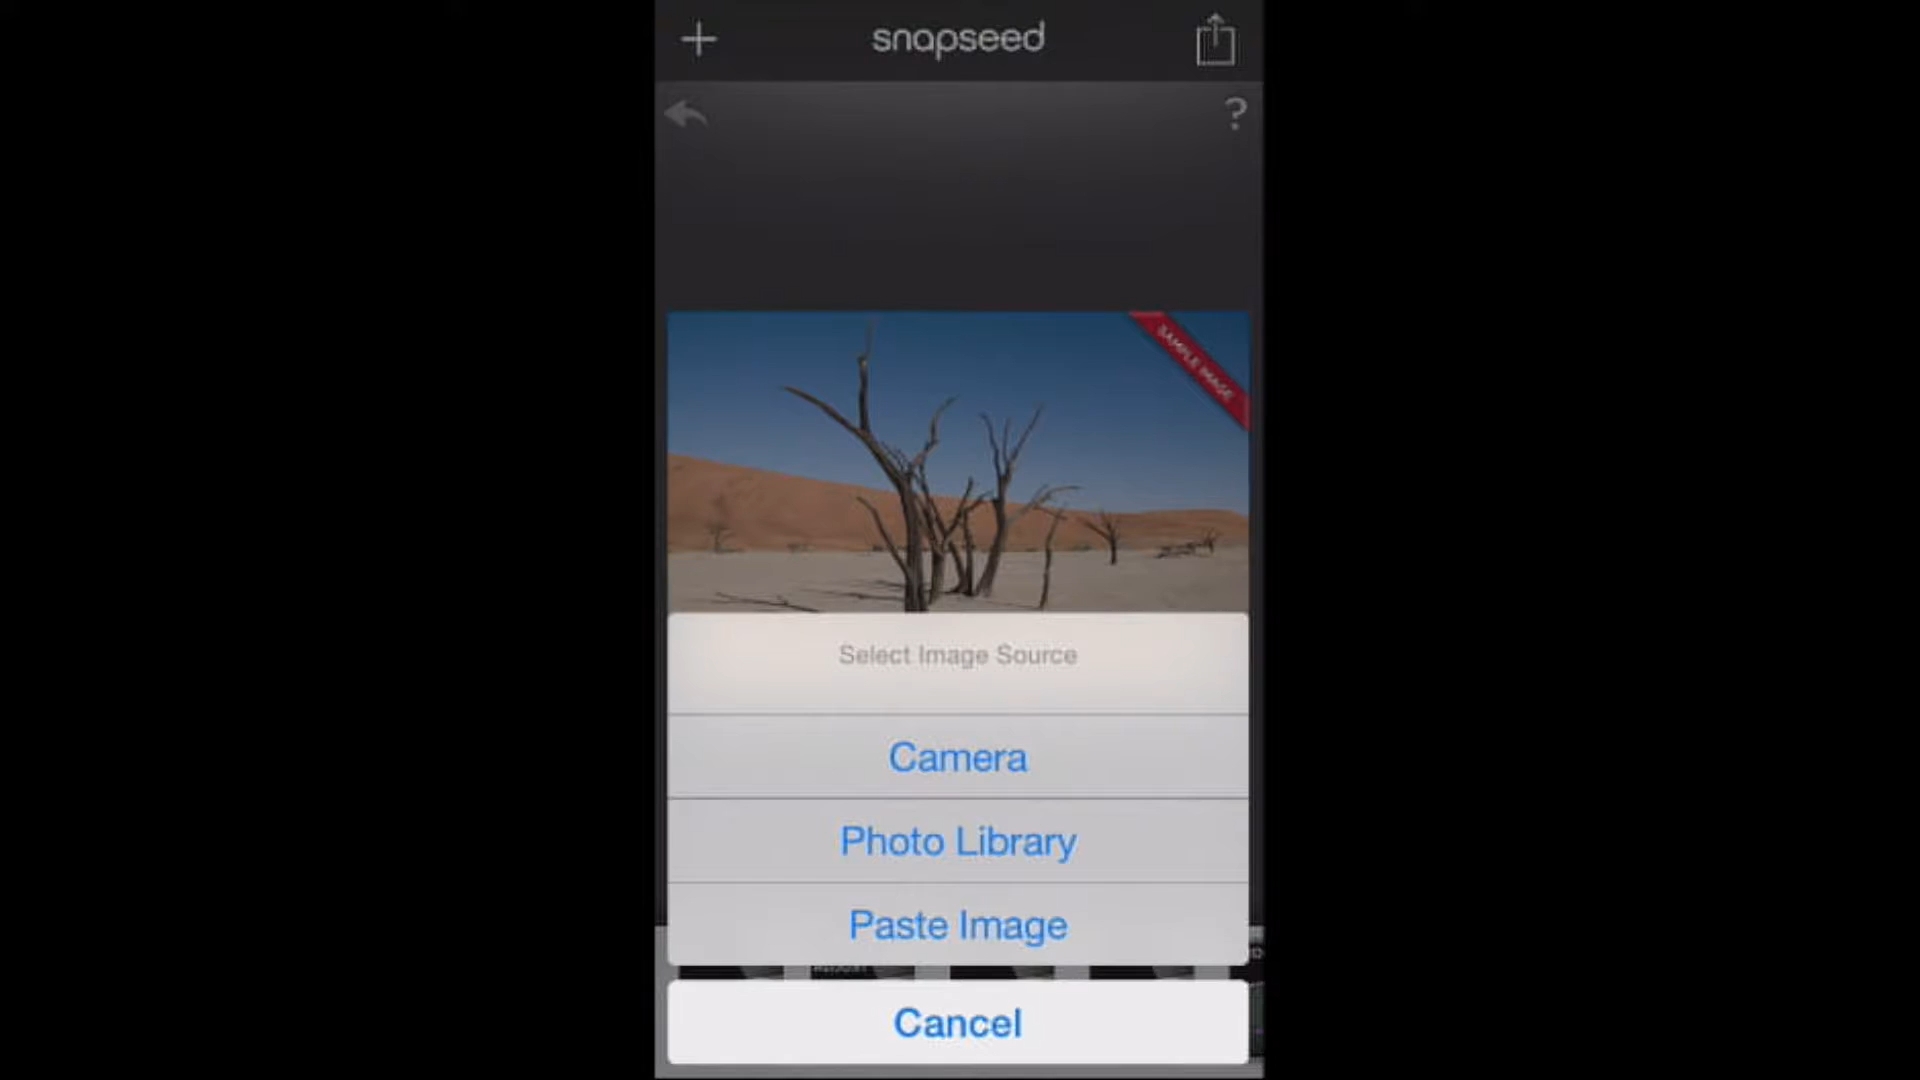 snapseed
?
SAMPLE IMAGE
Select Image Source
Camera
Photo Library
Paste Image
Cancel